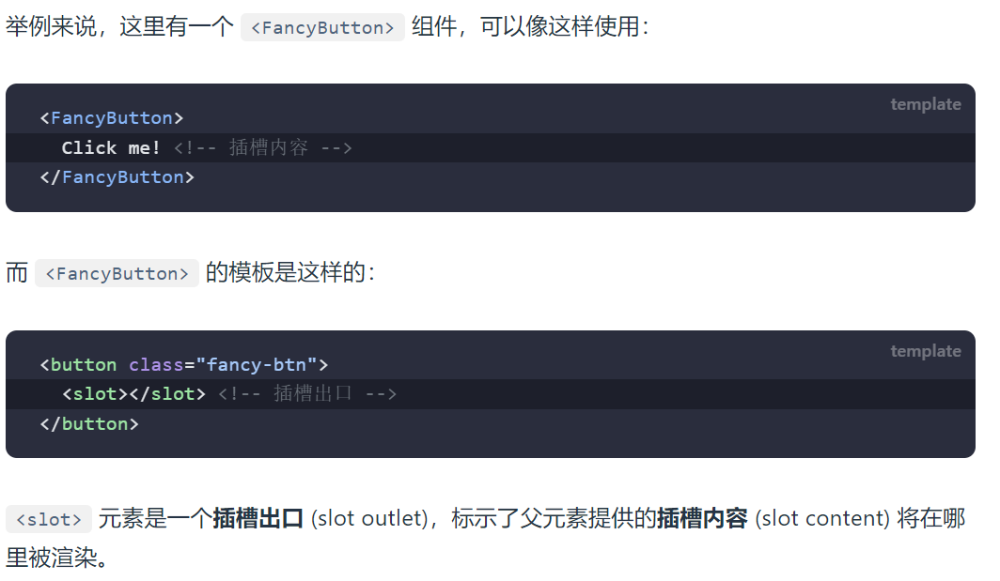 举例来说，这里有一个 <FancyButton> 组件，可以像这样使用：
template
<FancyButton>
  Click me! <!-- 插槽内容 -->
</FancyButton>
而 <FancyButton> 的模板是这样的：
template
<button class="fancy-btn">
  <slot></slot> <!-- 插槽出口 -->
</button>
<slot> 元素是一个插槽出口 (slot outlet)，标示了父元素提供的插槽内容 (slot content) 将在哪
里被渲染。